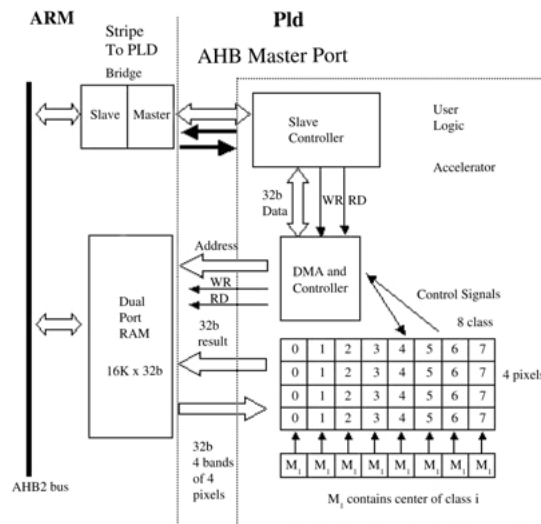 ARM
Pld
Stripe
To PLD
Bridge
AHB Master Port
Slave
Master
Slave
Controller
User
Logic
Accelerator
32b
Data
WR
RD
Address
WR
RD
DMA and
Controller
Control Signals
Dual
Port
RAM
16K x 32b
32b
result
8 class
0 1 2 3 4 5 6 7
0 1 2 3 4 5 6 7
0 1 2 3 4 5 6 7
0 1 2 3 4 5 6 7
4 pixels
32b
4 bands
of 4
pixels
M1 M1 M1 M1 M1 M1 M1 M1
M1 contains center of class i
AHB2 bus